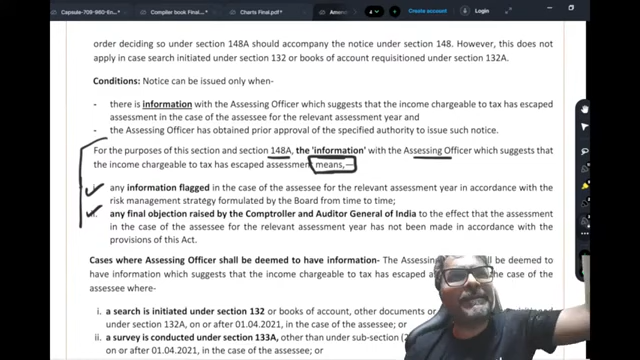 Capsule-709-960-En
Compiler book Final.
Charts Final.pdf*
4
Create account
Login
order deciding so under section 148A should accompany the notice under section 148. However, this does not
apply in case search initiated under section 132 or books of account requisitioned under section 132A.
Conditions: Notice can be issued only when-
- there is information with the Assessing Officer which suggests that the income chargeable to tax has escaped
assessment in the case of the assessee for the relevant assessment year and
- the Assessing Officer has obtained prior approval of the specified authority to issue such notice.
For the purposes of this section and section 148A, the 'information' with the Assessing Officer which suggests that
the income chargeable to tax has escaped assessment means,—
i. any information flagged in the case of the assessee for the relevant assessment year in accordance with the
risk management strategy formulated by the Board from time to time;
ii. any final objection raised by the Comptroller and Auditor General of India to the effect that the assessment
in the case of the assessee for the relevant assessment year has not been made in accordance with the
provisions of this Act.
Cases where Assessing Officer shall be deemed to have information- The Assessing shall be deemed to
have information which suggests that the income chargeable to tax has escaped the case of the
assessee where-
i. a search is initiated under section 132 or books of account, other documents or
under section 132A, on or after 01.04.2021, in the case of the assessee; or
ii. a survey is conducted under section 133A, other than under sub-section
on or after 01.04.2021, in the case of the assessee; or